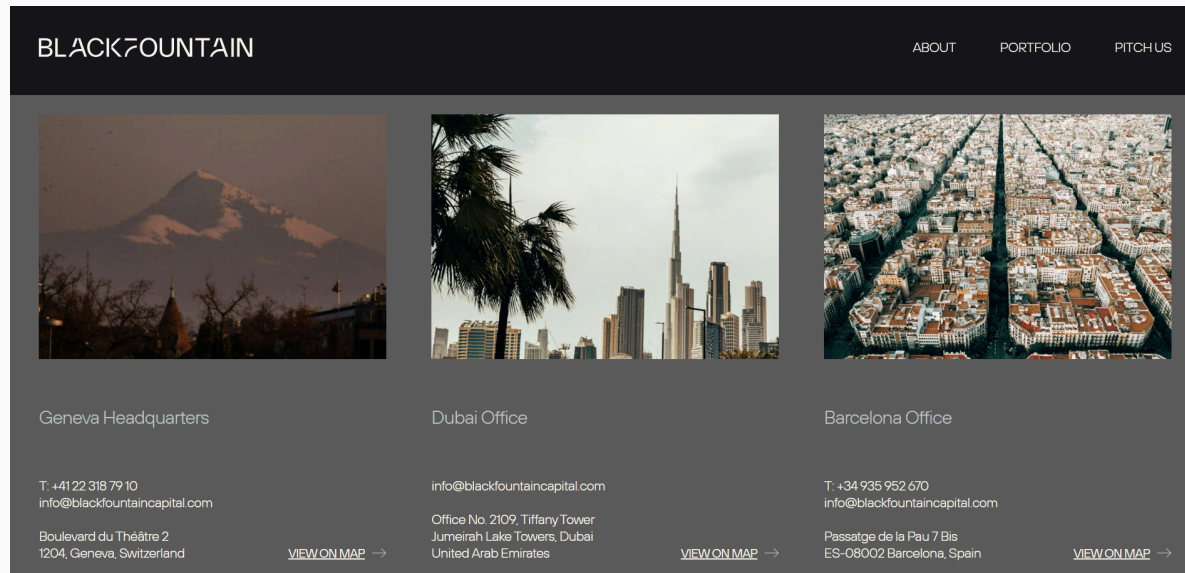 BLACKFOUNTAIN
ABOUT
PORTFOLIO
PITCH US
Geneva Headquarters
T: +41 22 318 79 10
info@blackfountaincapital.com
Boulevard du Théâtre 2
1204, Geneva, Switzerland
VIEW ON MAP →
Dubai Office
info@blackfountaincapital.com
Office No. 2109, Tiffany Tower
Jumeirah Lake Towers, Dubai
United Arab Emirates
VIEW ON MAP →
Barcelona Office
T: +34 935 952 670
info@blackfountaincapital.com
Passatge de la Pau 7 Bis
ES-08002 Barcelona, Spain
VIEW ON MAP →